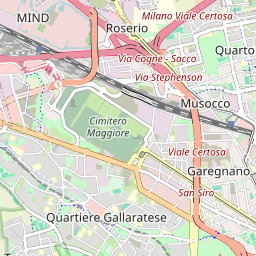 MIND
Milano Viale Certosa
Roserio
Via Cogne - Sacco
Quarto
Via Stephenson
Musocco
Cimitero
Maggiore
Viale Certosa
Garegnano
San Siro
Quartiere Gallaratese